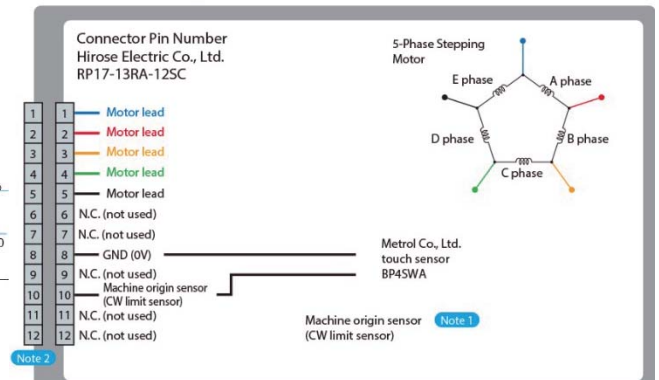 Connector Pin Number
Hirose Electric Co., Ltd.
RP17-13RA-12SC
5-Phase Stepping
Motor
E phase
A phase
D phase
B phase
C phase
1 1 Motor lead
2 2 Motor lead
3 3 Motor lead
4 4 Motor lead
5 5 Motor lead
6 6 N.C. (not used)
7 7 N.C. (not used)
8 8 GND (0V)
9 9 N.C. (not used)
10 10 Machine origin sensor
(CW limit sensor)
11 11 N.C. (not used)
12 12 N.C. (not used)
Metrol Co., Ltd.
touch sensor
BP4SWA
Machine origin sensor Note 1
(CW limit sensor)
Note 2